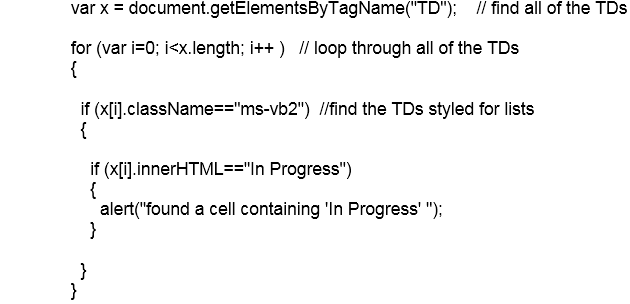 var x = document.getElementsByTagName("TD");    // find all of the TDs
for (var i=0; i<x.length; i++ )   // loop through all of the TDs
{
if (x[i].className=="ms-vb2")  //find the TDs styled for lists
{
if (x[i].innerHTML=="In Progress")
{
alert("found a cell containing 'In Progress' ");
}
}
}